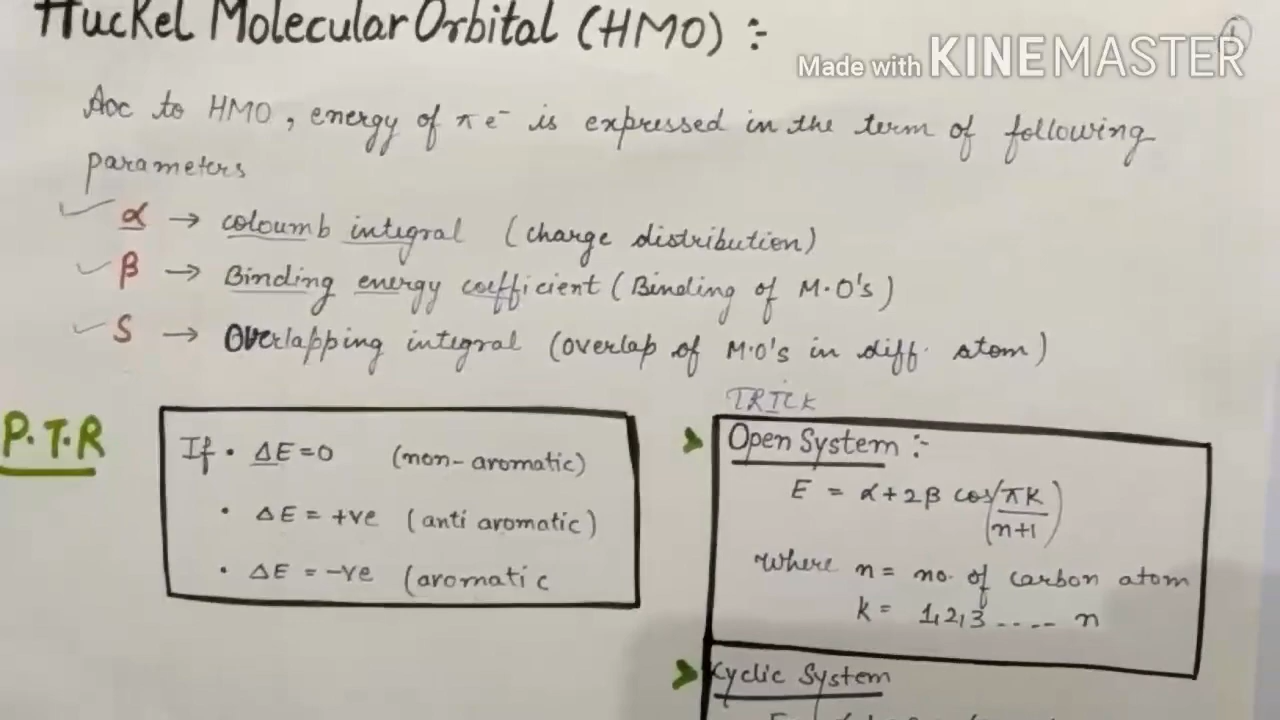 Huckel Molecular Orbital (HMO) :-
Made with KINEMASTER
Acc to HMO, energy of π e⁻ is expressed in the term of following
parameters
α → coloumb integral (charge distribution)
β → Binding energy coefficient (Binding of M.O's)
S → Overlapping integral (overlap of M.O's in diff. atom)
P.T.R
If • ΔE=0 (non-aromatic)
• ΔE = +ve (anti aromatic)
• ΔE = -ve (aromatic
TRICK
Open System :-
E = α+2β cos(πk/n+1)
where n = no. of carbon atom
k = 1,2,3 ---- n
Cyclic System